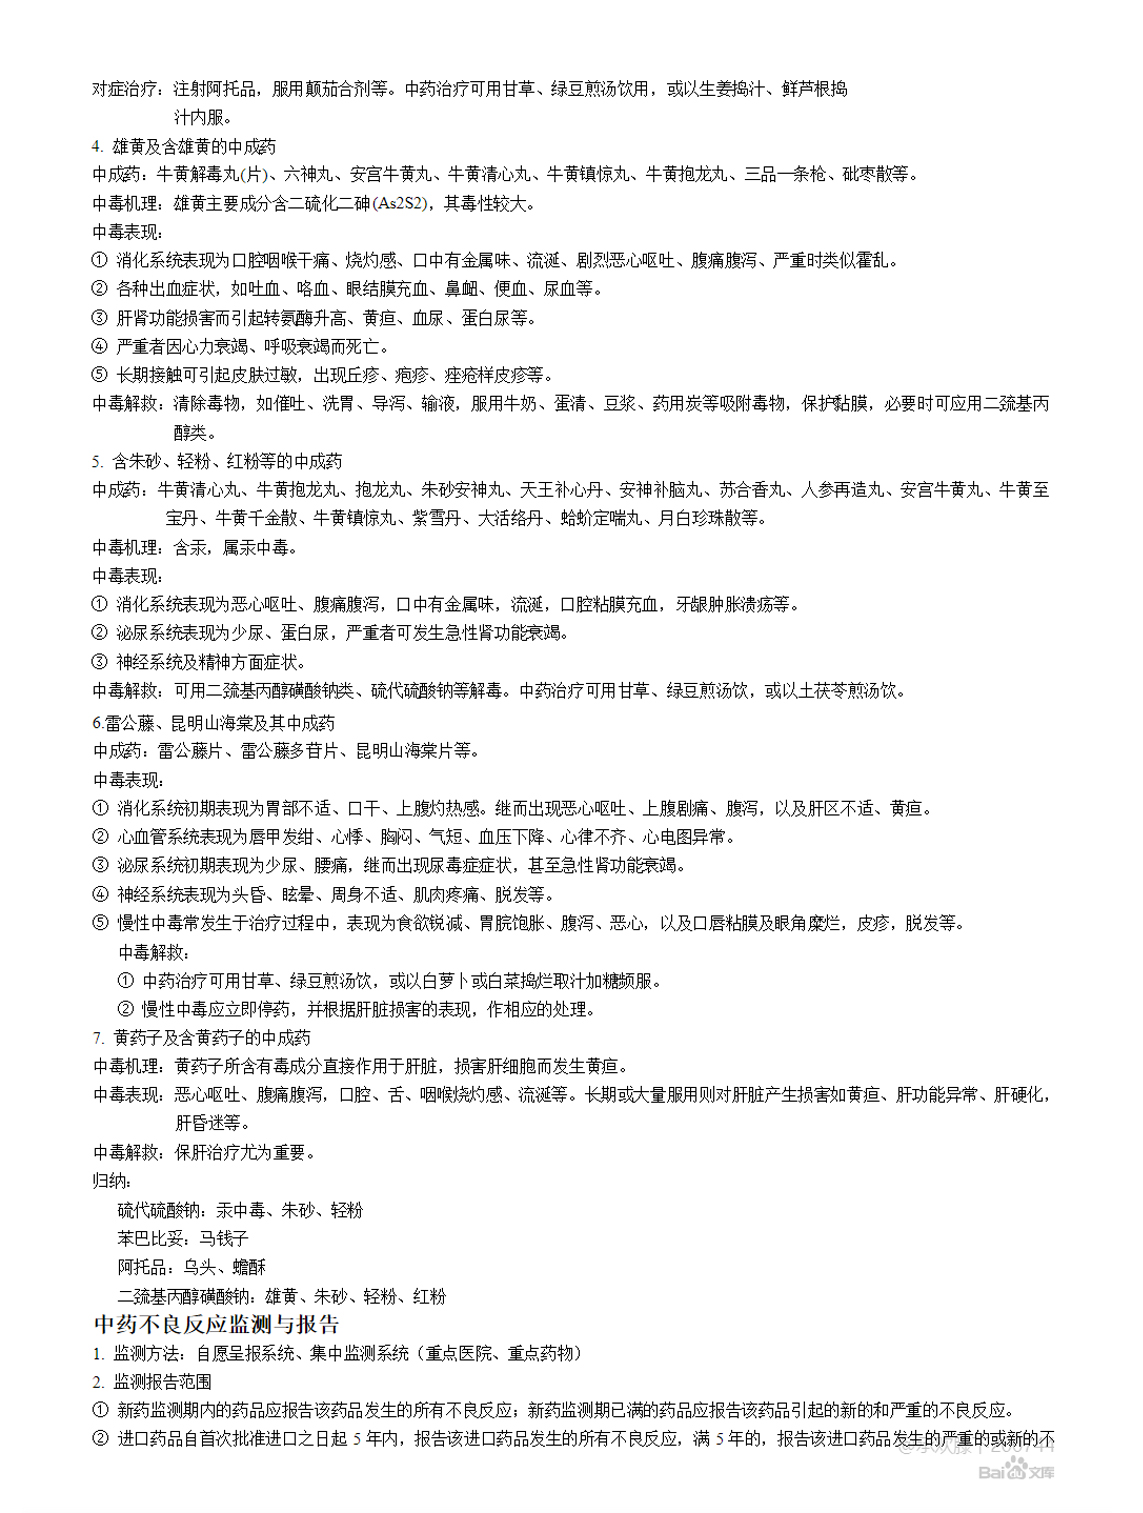 对症治疗：注射阿托品，服用颠茄合剂等。中药治疗可用甘草、绿豆煎汤饮用，或以生姜捣汁、鲜芦根捣
汁内服。
4. 雄黄及含雄黄的中成药
中成药：牛黄解毒丸(片)、六神丸、安宫牛黄丸、牛黄清心丸、牛黄镇惊丸、牛黄抱龙丸、三品一条枪、砒枣散等。
中毒机理：雄黄主要成分含二硫化二砷(As2S2)，其毒性较大。
中毒表现：
① 消化系统表现为口腔咽喉干痛、烧灼感、口中有金属味、流涎、剧烈恶心呕吐、腹痛腹泻、严重时类似霍乱。
② 各种出血症状，如吐血、咯血、眼结膜充血、鼻衄、便血、尿血等。
③ 肝肾功能损害而引起转氨酶升高、黄疸、血尿、蛋白尿等。
④ 严重者因心力衰竭、呼吸衰竭而死亡。
⑤ 长期接触可引起皮肤过敏，出现丘疹、疱疹、痤疮样皮疹等。
中毒解救：清除毒物，如催吐、洗胃、导泻、输液，服用牛奶、蛋清、豆浆、药用炭等吸附毒物，保护黏膜，必要时可应用二巯基丙
醇类。
5. 含朱砂、轻粉、红粉等的中成药
中成药：牛黄清心丸、牛黄抱龙丸、抱龙丸、朱砂安神丸、天王补心丹、安神补脑丸、苏合香丸、人参再造丸、安宫牛黄丸、牛黄至
宝丹、牛黄千金散、牛黄镇惊丸、紫雪丹、大活络丹、蛤蚧定喘丸、月白珍珠散等。
中毒机理：含汞，属汞中毒。
中毒表现：
① 消化系统表现为恶心呕吐、腹痛腹泻，口中有金属味，流涎，口腔粘膜充血，牙龈肿胀溃疡等。
② 泌尿系统表现为少尿、蛋白尿，严重者可发生急性肾功能衰竭。
③ 神经系统及精神方面症状。
中毒解救：可用二巯基丙醇磺酸钠类、硫代硫酸钠等解毒。中药治疗可用甘草、绿豆煎汤饮，或以土茯苓煎汤饮。
6.雷公藤、昆明山海棠及其中成药
中成药：雷公藤片、雷公藤多苷片、昆明山海棠片等。
中毒表现：
① 消化系统初期表现为胃部不适、口干、上腹灼热感。继而出现恶心呕吐、上腹剧痛、腹泻，以及肝区不适、黄疸。
② 心血管系统表现为唇甲发绀、心悸、胸闷、气短、血压下降、心律不齐、心电图异常。
③ 泌尿系统初期表现为少尿、腰痛，继而出现尿毒症症状，甚至急性肾功能衰竭。
④ 神经系统表现为头昏、眩晕、周身不适、肌肉疼痛、脱发等。
⑤ 慢性中毒常发生于治疗过程中，表现为食欲锐减、胃脘饱胀、腹泻、恶心，以及口唇粘膜及眼角糜烂，皮疹，脱发等。
中毒解救：
① 中药治疗可用甘草、绿豆煎汤饮，或以白萝卜或白菜捣烂取汁加糖频服。
② 慢性中毒应立即停药，并根据肝脏损害的表现，作相应的处理。
7. 黄药子及含黄药子的中成药
中毒机理：黄药子所含有毒成分直接作用于肝脏，损害肝细胞而发生黄疸。
中毒表现：恶心呕吐、腹痛腹泻，口腔、舌、咽喉烧灼感、流涎等。长期或大量服用则对肝脏产生损害如黄疸、肝功能异常、肝硬化，
肝昏迷等。
中毒解救：保肝治疗尤为重要。
归纳：
硫代硫酸钠：汞中毒、朱砂、轻粉
苯巴比妥：马钱子
阿托品：乌头、蟾酥
二巯基丙醇磺酸钠：雄黄、朱砂、轻粉、红粉
中药不良反应监测与报告
1. 监测方法：自愿呈报系统、集中监测系统（重点医院、重点药物）
2. 监测报告范围
① 新药监测期内的药品应报告该药品发生的所有不良反应；新药监测期已满的药品应报告该药品引起的新的和严重的不良反应。
② 进口药品自首次批准进口之日起 5 年内，报告该进口药品发生的所有不良反应，满 5 年的，报告该进口药品发生的严重的或新的不
Baidu文库